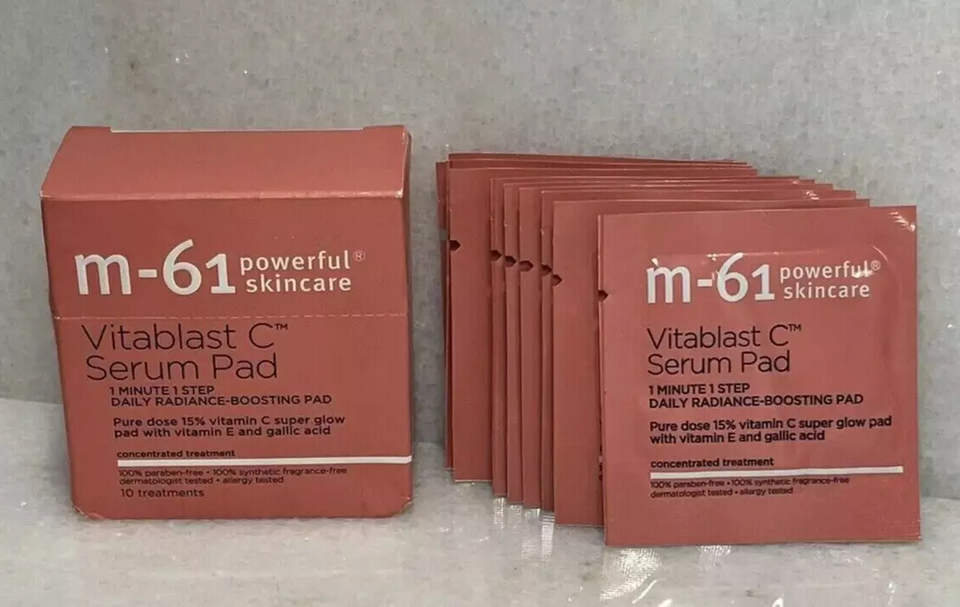 m-61 powerful®
skincare
Vitablast C™
Serum Pad
1 MINUTE 1 STEP
DAILY RADIANCE-BOOSTING PAD
Pure dose 15% vitamin C super glow
pad with vitamin E and gallic acid
concentrated treatment
100% paraben-free • 100% synthetic fragrance-free
dermatologist tested • allergy tested
10 treatments
m-61 powerful®
skincare
Vitablast C™
Serum Pad
1 MINUTE 1 STEP
DAILY RADIANCE-BOOSTING PAD
Pure dose 15% vitamin C super glow pad
with vitamin E and gallic acid
concentrated treatment
100% paraben-free • 100% synthetic fragrance-free
dermatologist tested • allergy tested